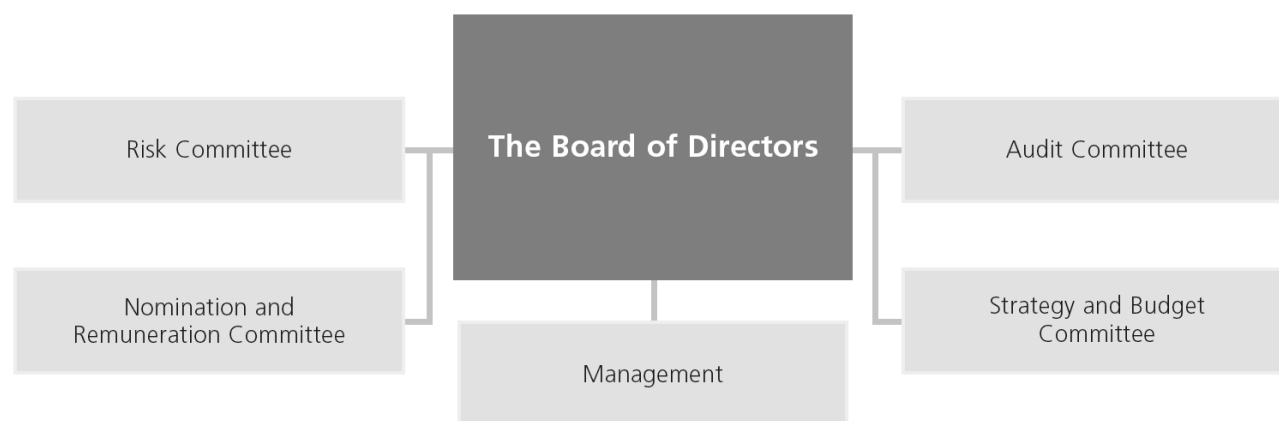 The Board of Directors
Risk Committee
Audit Committee
Nomination and
Remuneration Committee
Strategy and Budget
Committee
Management